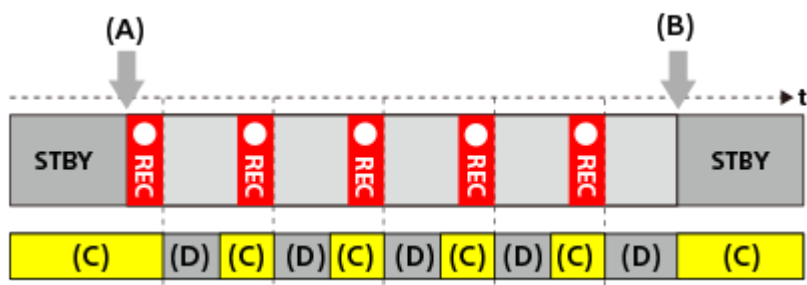 (A) (B)
t
STBY REC REC REC REC REC STBY
(C) (D) (C) (D) (C) (D) (C) (D) (C) (D) (C)